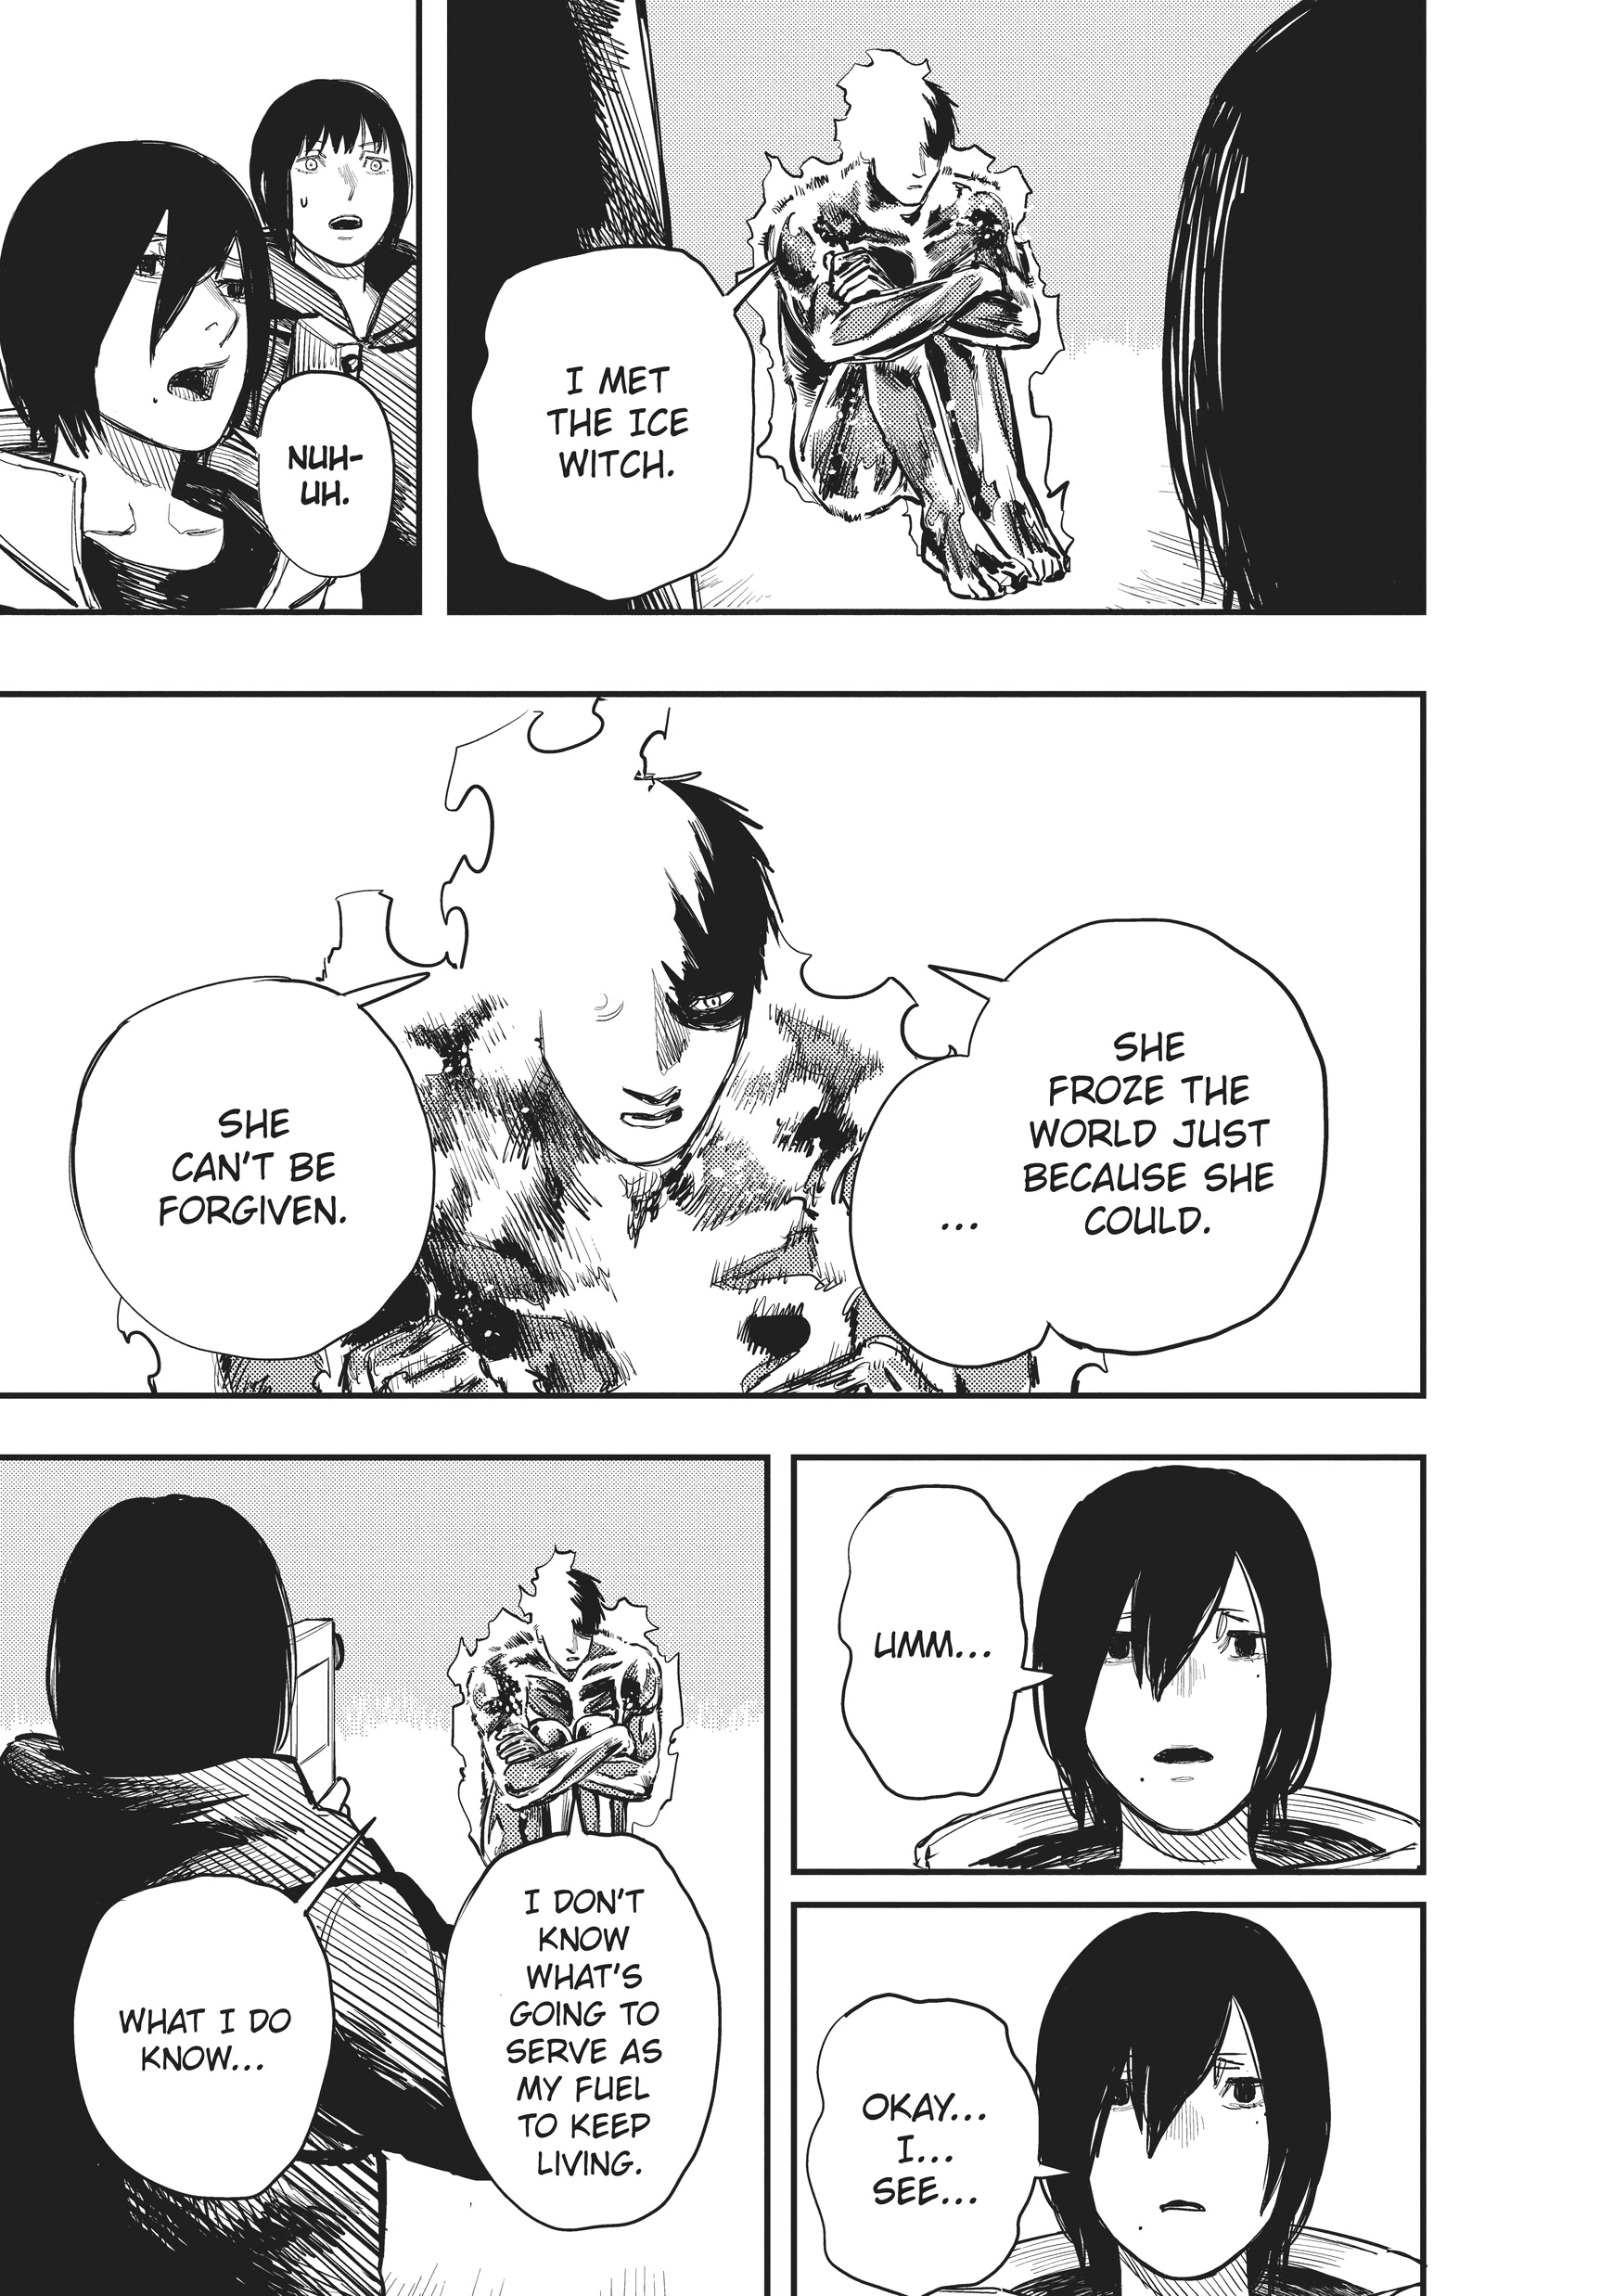 I MET
THE ICE
WITCH.
NUH-
UH.
SHE
FROZE THE
WORLD JUST
BECAUSE SHE
COULD.
...
SHE
CAN'T BE
FORGIVEN.
UMM...
OKAY...
I...
SEE...
I DON'T
KNOW
WHAT'S
GOING TO
SERVE AS
MY FUEL
TO KEEP
LIVING.
WHAT I DO
KNOW...